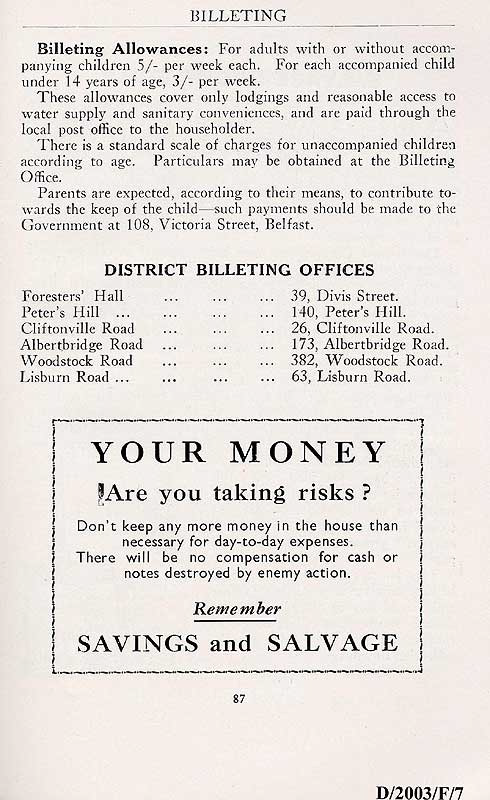 BILLETING
Billeting Allowances: For adults with or without accom-
panying children 5/- per week each. For each accompanied child
under 14 years of age, 3/- per week.
These allowances cover only lodgings and reasonable access to
water supply and sanitary conveniences, and are paid through the
local post office to the householder.
There is a standard scale of charges for unaccompanied children
according to age. Particulars may be obtained at the Billeting
Office.
Parents are expected, according to their means, to contribute to-
wards the keep of the child—such payments should be made to the
Government at 108, Victoria Street, Belfast.
DISTRICT BILLETING OFFICES
Foresters' Hall ... ... ... 39, Divis Street.
Peter's Hill ... ... ... ... 140, Peter's Hill.
Cliftonville Road ... ... ... 26, Cliftonville Road.
Albertbridge Road ... ... ... 173, Albertbridge Road.
Woodstock Road ... ... ... 382, Woodstock Road.
Lisburn Road ... ... ... ... 63, Lisburn Road.
YOUR MONEY
Are you taking risks?
Don't keep any more money in the house than
necessary for day-to-day expenses.
There will be no compensation for cash or
notes destroyed by enemy action.
Remember
SAVINGS and SALVAGE
87
D/2003/F/7